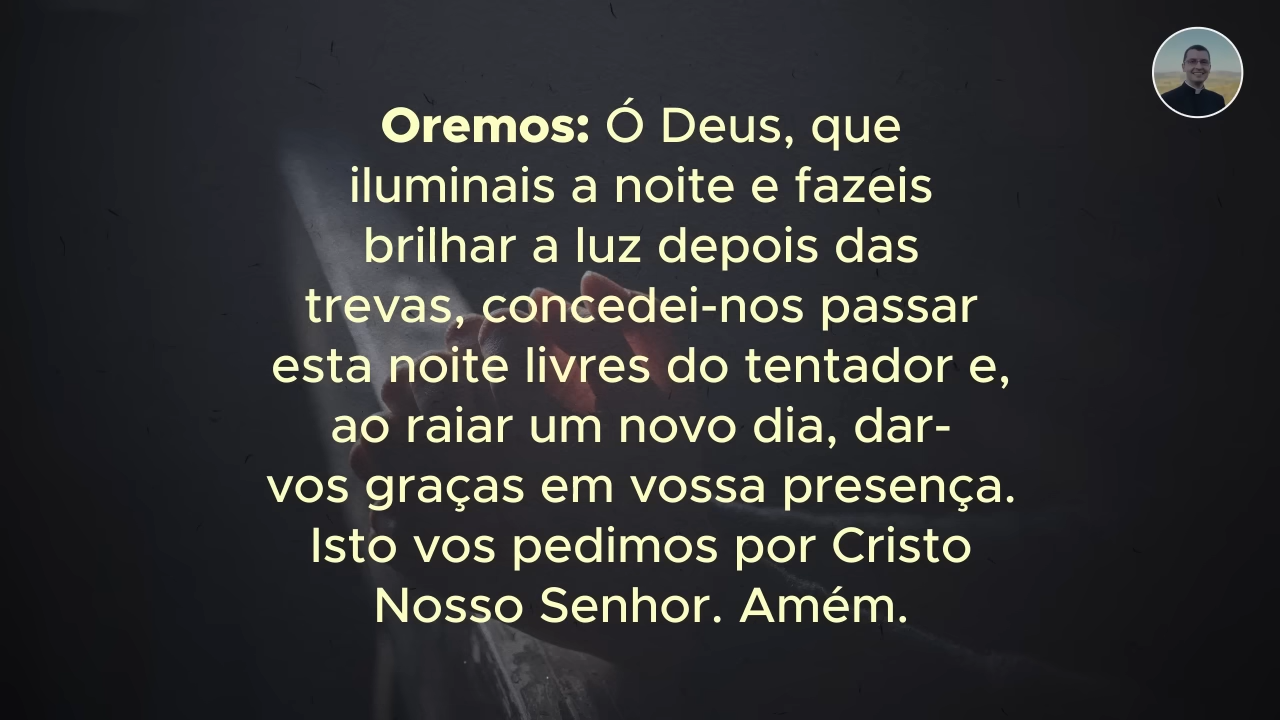 Oremos: Ó Deus, que
iluminais a noite e fazeis
brilhar a luz depois das
trevas, concedei-nos passar
esta noite livres do tentador e,
ao raiar um novo dia, dar-
vos graças em vossa presença.
Isto vos pedimos por Cristo
Nosso Senhor. Amém.